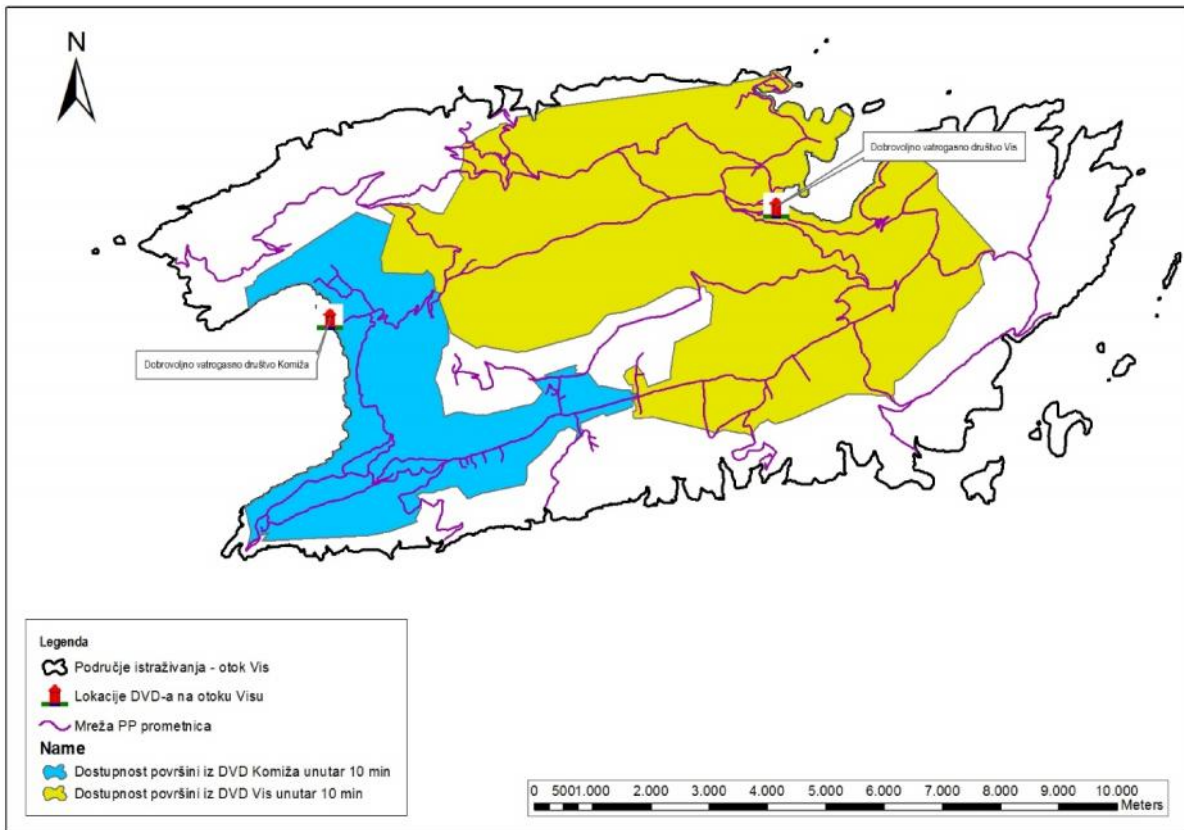 N
Dobrovoljno vatrogasno društvo Vis
Dobrovoljno vatrogasno društvo Komiža
Legenda
Područje istraživanja - otok Vis
Lokacije DVD-a na otoku Visu
Mreža PP prometnica
Name
Dostupnost površini iz DVD Komiža unutar 10 min
Dostupnost površini iz DVD Vis unutar 10 min
0 5001.000 2.000 3.000 4.000 5.000 6.000 7.000 8.000 9.000 10.000
Meters